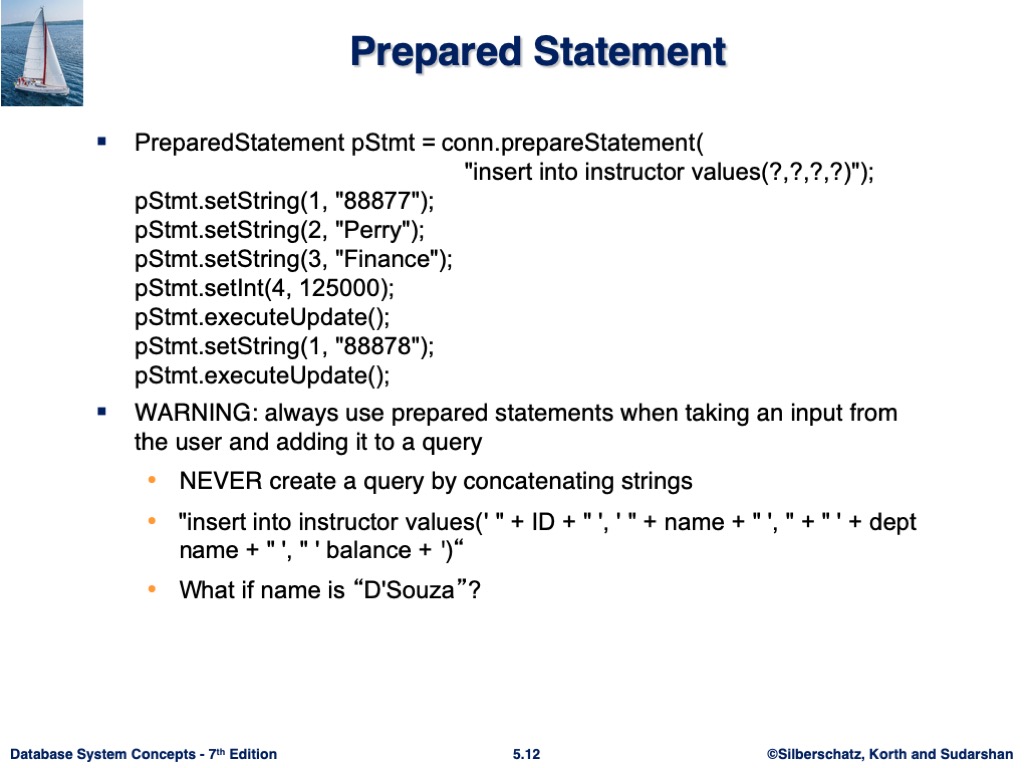 Prepared Statement
▪ PreparedStatement pStmt = conn.prepareStatement(
"insert into instructor values(?,?,?,?)");
pStmt.setString(1, "88877");
pStmt.setString(2, "Perry");
pStmt.setString(3, "Finance");
pStmt.setInt(4, 125000);
pStmt.executeUpdate();
pStmt.setString(1, "88878");
pStmt.executeUpdate();
▪ WARNING: always use prepared statements when taking an input from
the user and adding it to a query
• NEVER create a query by concatenating strings
• "insert into instructor values(' " + ID + " ', ' " + name + " ', " + " ' + dept
name + " ', " ' balance + ')“
• What if name is “D'Souza”?
Database System Concepts - 7th Edition
5.12
©Silberschatz, Korth and Sudarshan